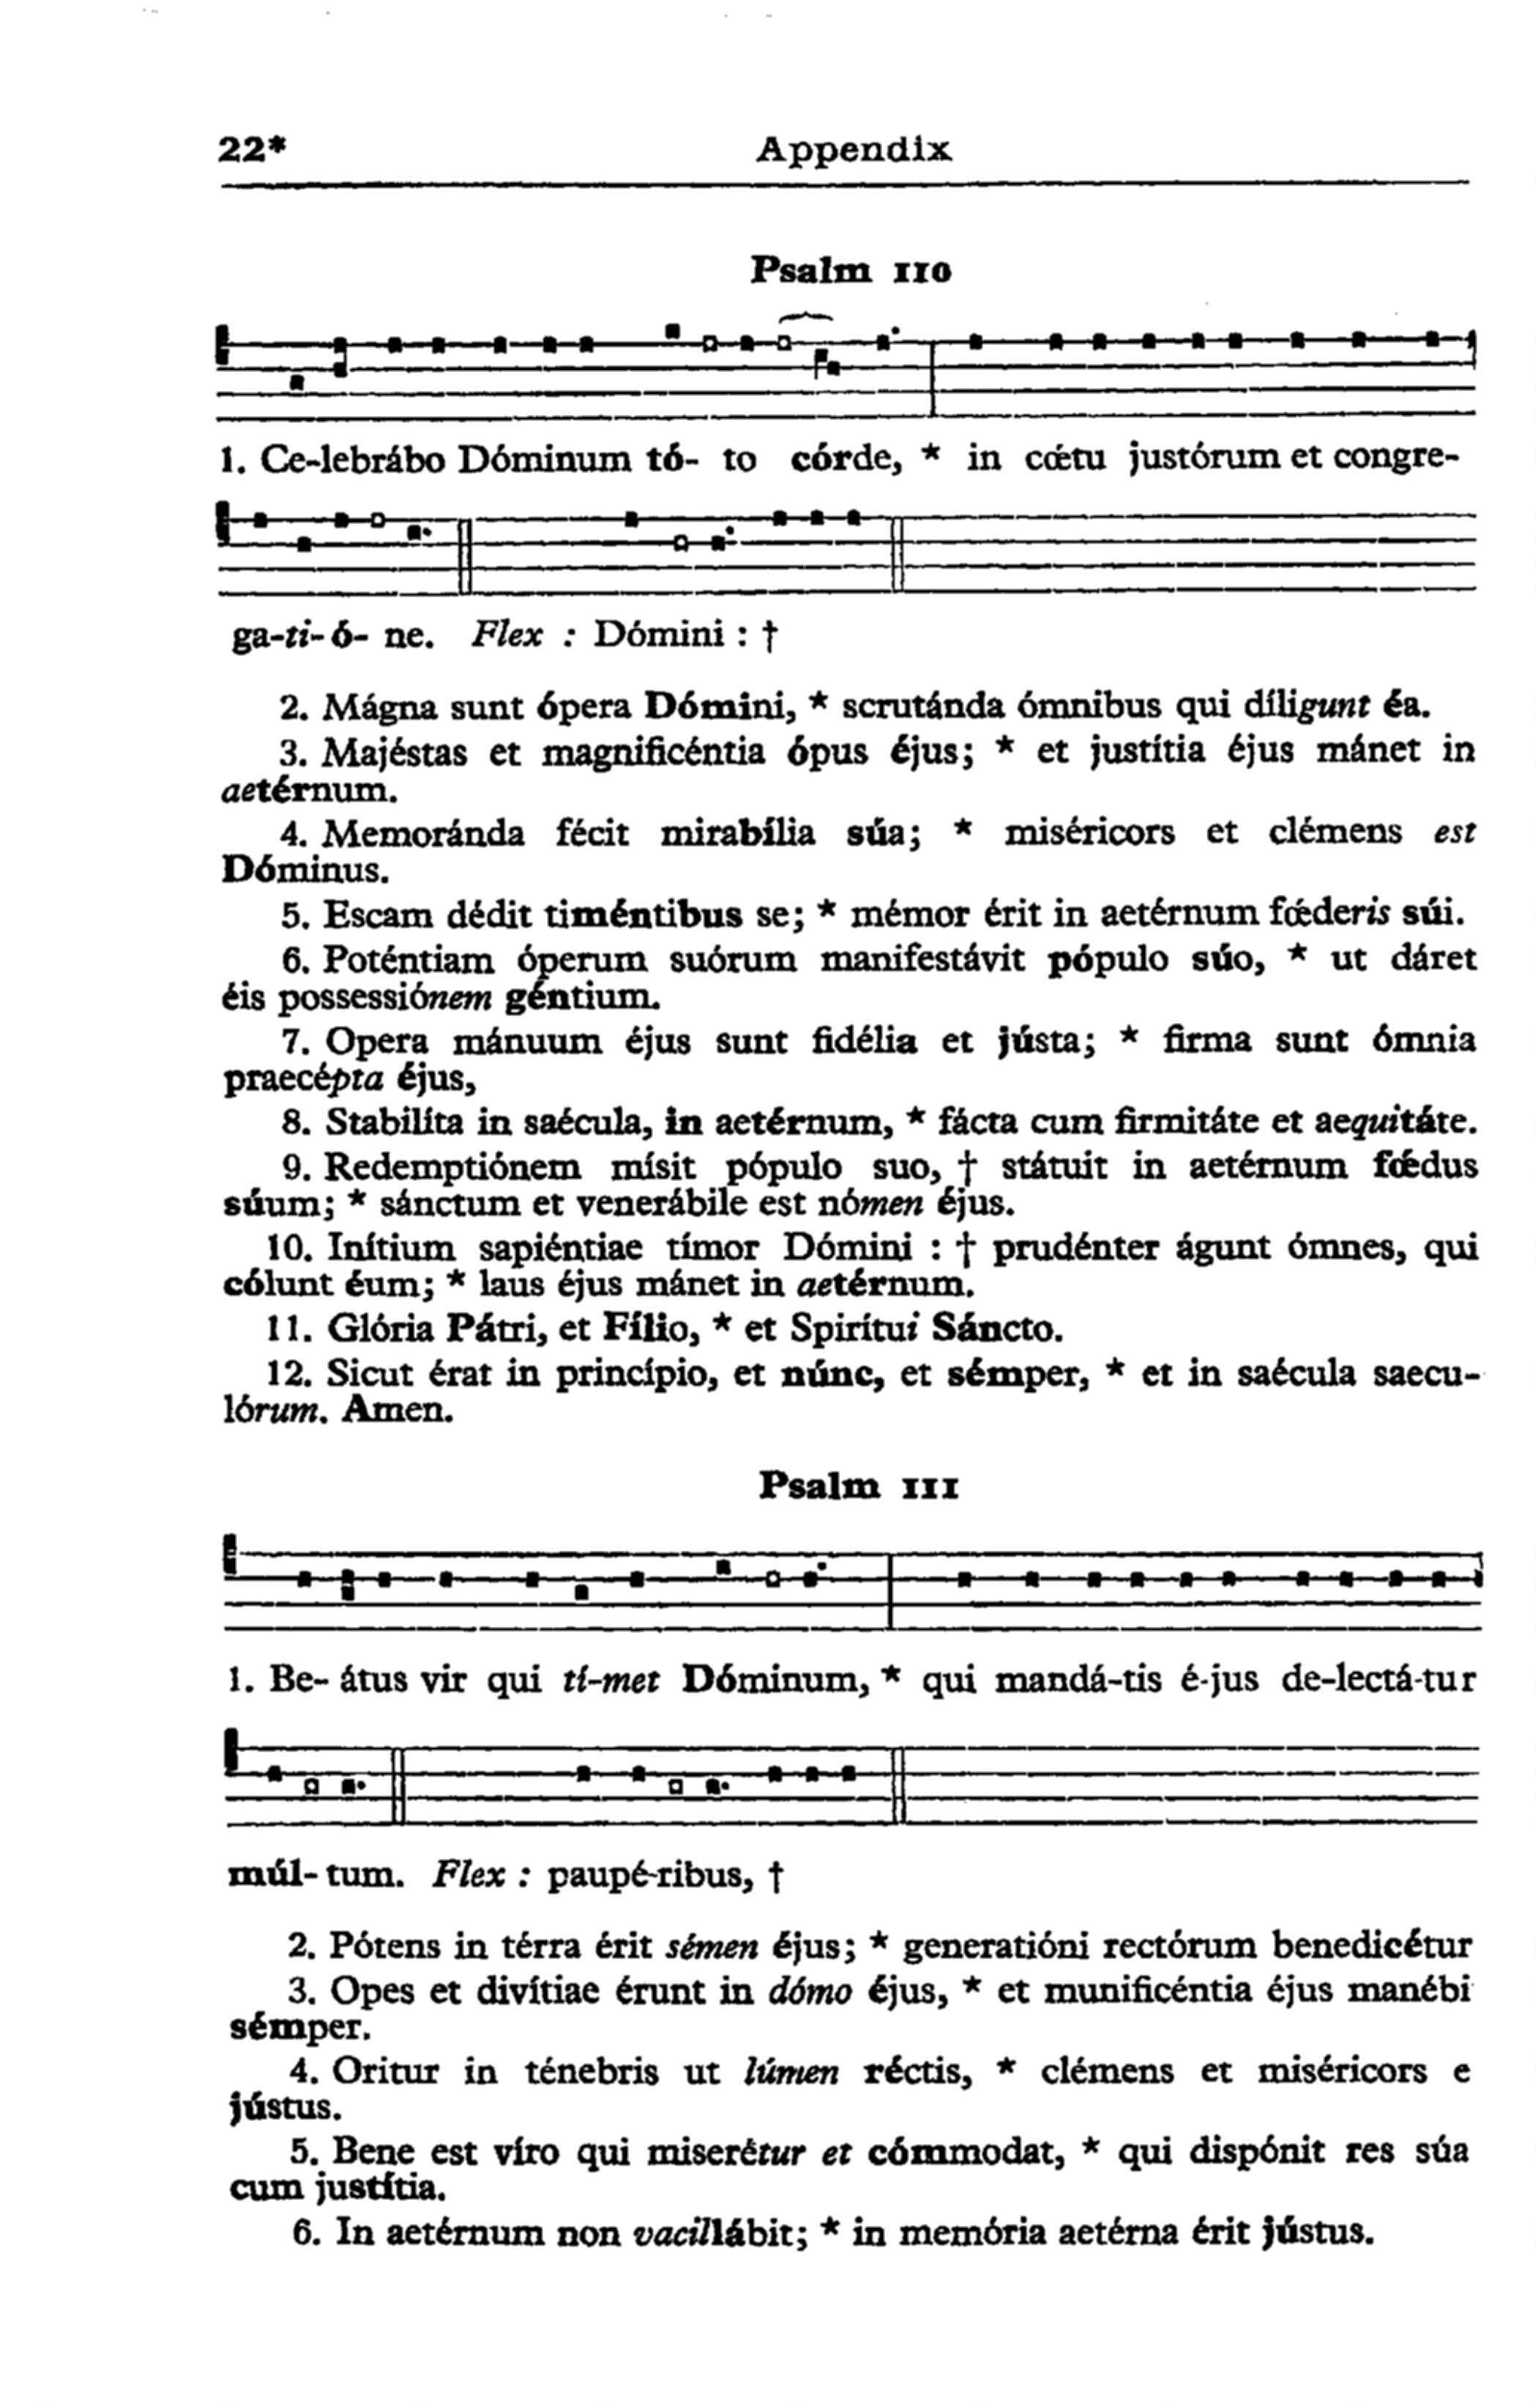 22* Appendix
Psalm 110
1. Ce-lebrábo Dóminum tó- to córde, * in cœ́tu justórum et congre-
ga-ti-ó- ne. Flex : Dómini : †
2. Mágna sunt ópera Dómini, * scrutánda ómnibus qui díligunt éa.
3. Majéstas et magnificéntia ópus éjus; * et justítia éjus mánet in
aetérnum.
4. Memoránda fécit mirabília súa; * miséricors et clémens est
Dóminus.
5. Escam dédit timéntibus se; * mémor érit in aetérnum fœ́deris súi.
6. Poténtiam óperum suórum manifestávit pópulo súo, * ut dáret
éis possessiónem géntium.
7. Opera mánuum éjus sunt fidélia et jústa; * firma sunt ómnia
praecépta éjus,
8. Stabilíta in saécula, in aetérnum, * fácta cum firmitáte et aequitáte.
9. Redemptiónem mísit pópulo suo, † státuit in aetérnum fœ́dus
súum; * sánctum et venerábile est nómen éjus.
10. Inítium sapiéntiae tímor Dómini : † prudénter águnt ómnes, qui
cólunt éum; * laus éjus mánet in aetérnum.
11. Glória Pátri, et Fílio, * et Spirítui Sáncto.
12. Sicut érat in princípio, et núnc, et sémper, * et in saécula saecu-
lórum. Amen.
Psalm 111
1. Be- átus vir qui tí-met Dóminum, * qui mandá-tis é-jus de-lectá-tur
múl- tum. Flex : paupé-ribus, †
2. Pótens in térra érit sémen éjus; * generatióni rectórum benedicétur
3. Opes et divítiae érunt in dómo éjus, * et munificéntia éjus manébi
sémper.
4. Oritur in ténebris ut lúmen réctis, * clémens et miséricors e
jústus.
5. Bene est víro qui miserétur et cómmodat, * qui dispónit res súa
cum justítia.
6. In aetérnum non vacillábit; * in memória aetérna érit jústus.